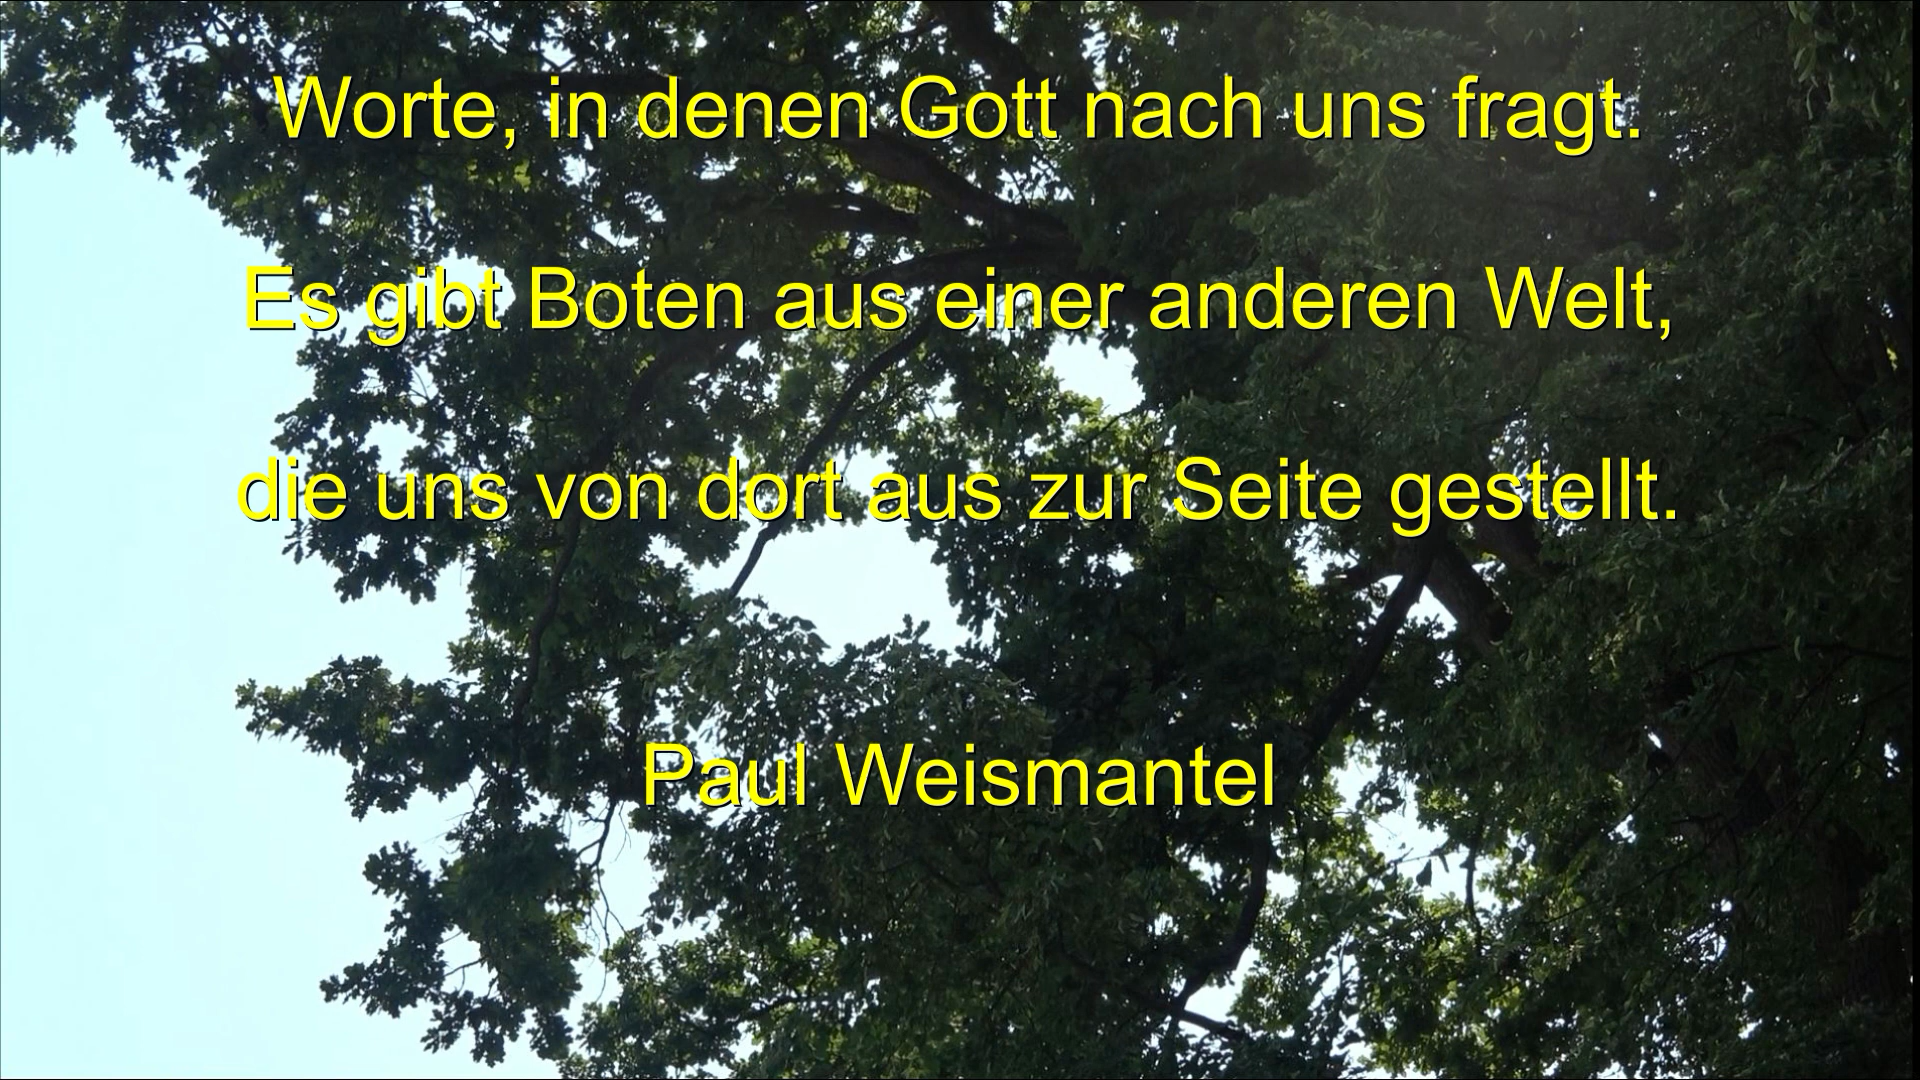 Worte, in denen Gott nach uns fragt.
Es gibt Boten aus einer anderen Welt,
die uns von dort aus zur Seite gestellt.
Paul Weismantel